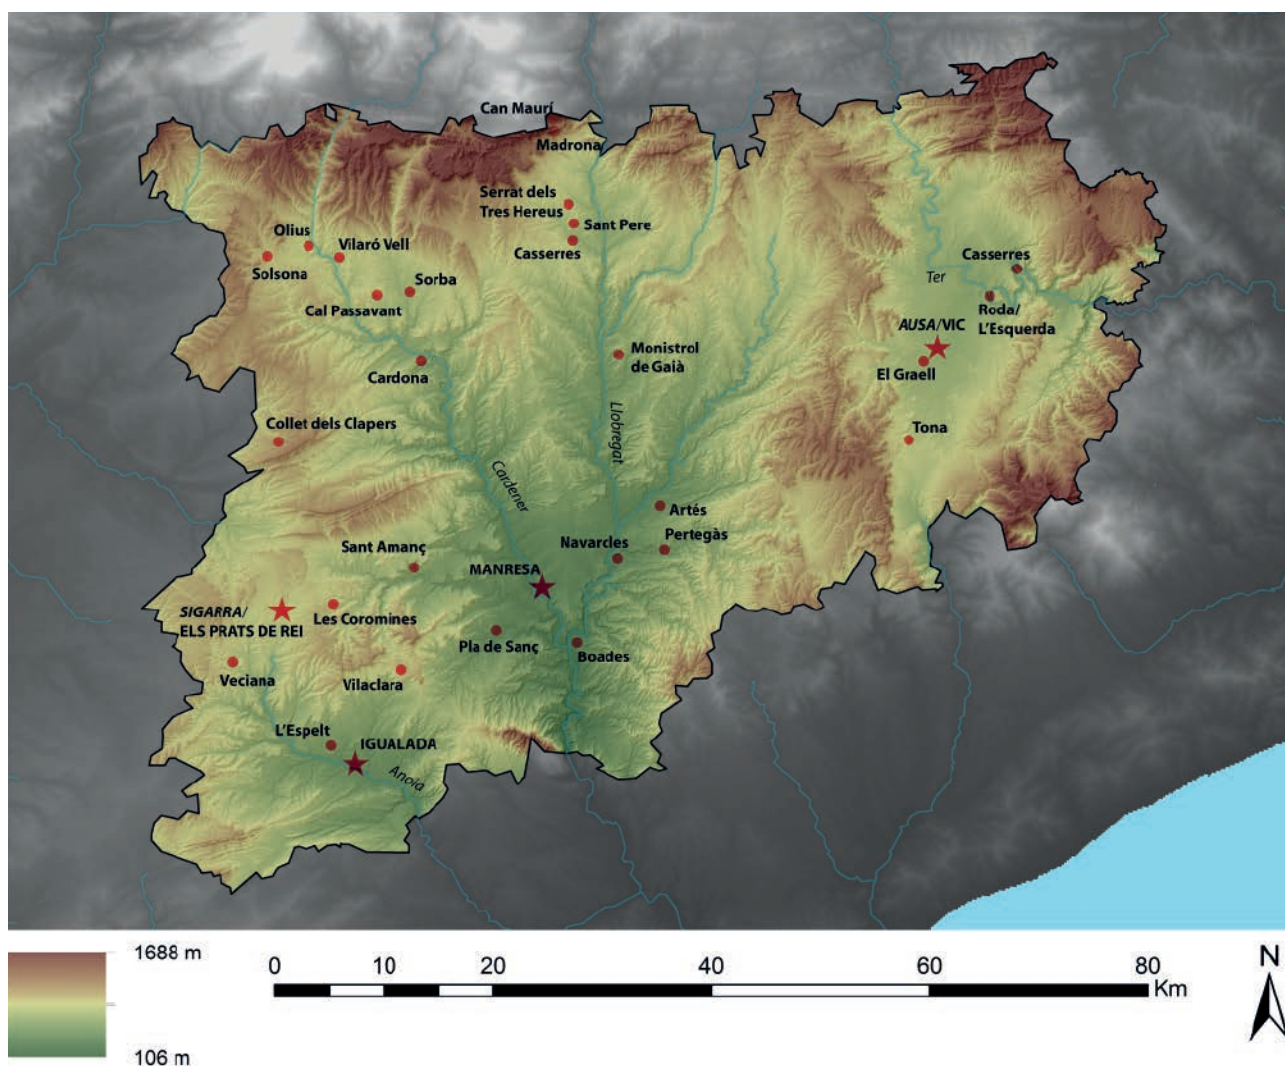 Can Maurí
Madrona
Serrat dels
Tres Hereus
Sant Pere
Casserres
Olius
Vilaró Vell
Solsona
Sorba
Cal Passavant
Cardona
Casserres
Ter
Roda/
L'Esquerda
AUSA/VIC
El Graell
Tona
Monistrol
de Gaià
Llobregat
Collet dels Clapers
Cardener
Artés
Pertegàs
Navarcles
Sant Amanç
MANRESA
SIGARRA/
ELS PRATS DE REI
Les Coromines
Pla de Sanç
Boades
Veciana
Vilaclara
L'Espelt
IGUALADA
Anoia
1688 m
106 m
0 10 20 40 60 80
Km
N